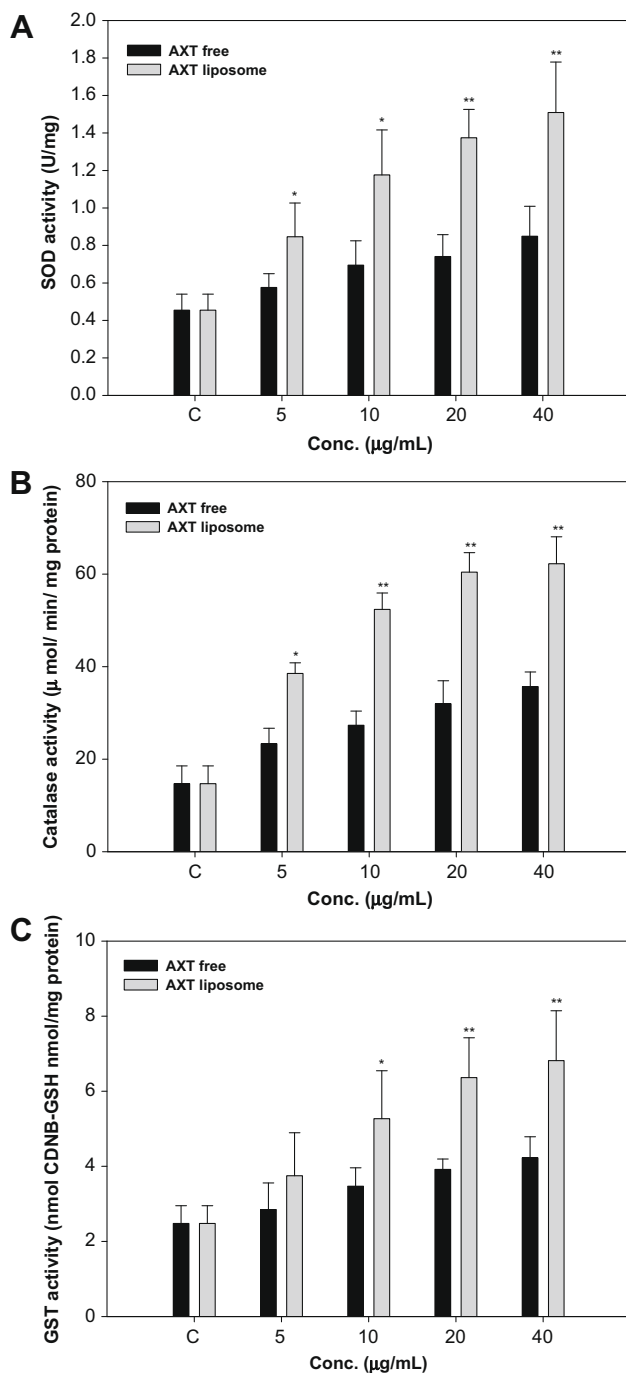 A
AXT free
AXT liposome
SOD activity (U/mg)
2.0
1.8
1.6
1.4
1.2
1.0
0.8
0.6
0.4
0.2
0.0
*
*
**
**
C 5 10 20 40
Conc. (μg/mL)
B
AXT free
AXT liposome
Catalase activity (μ mol/ min/ mg protein)
80
60
40
20
0
*
**
**
**
C 5 10 20 40
Conc. (μg/mL)
C
AXT free
AXT liposome
GST activity (nmol CDNB-GSH nmol/mg protein)
10
8
6
4
2
0
*
**
**
C 5 10 20 40
Conc. (μg/mL)